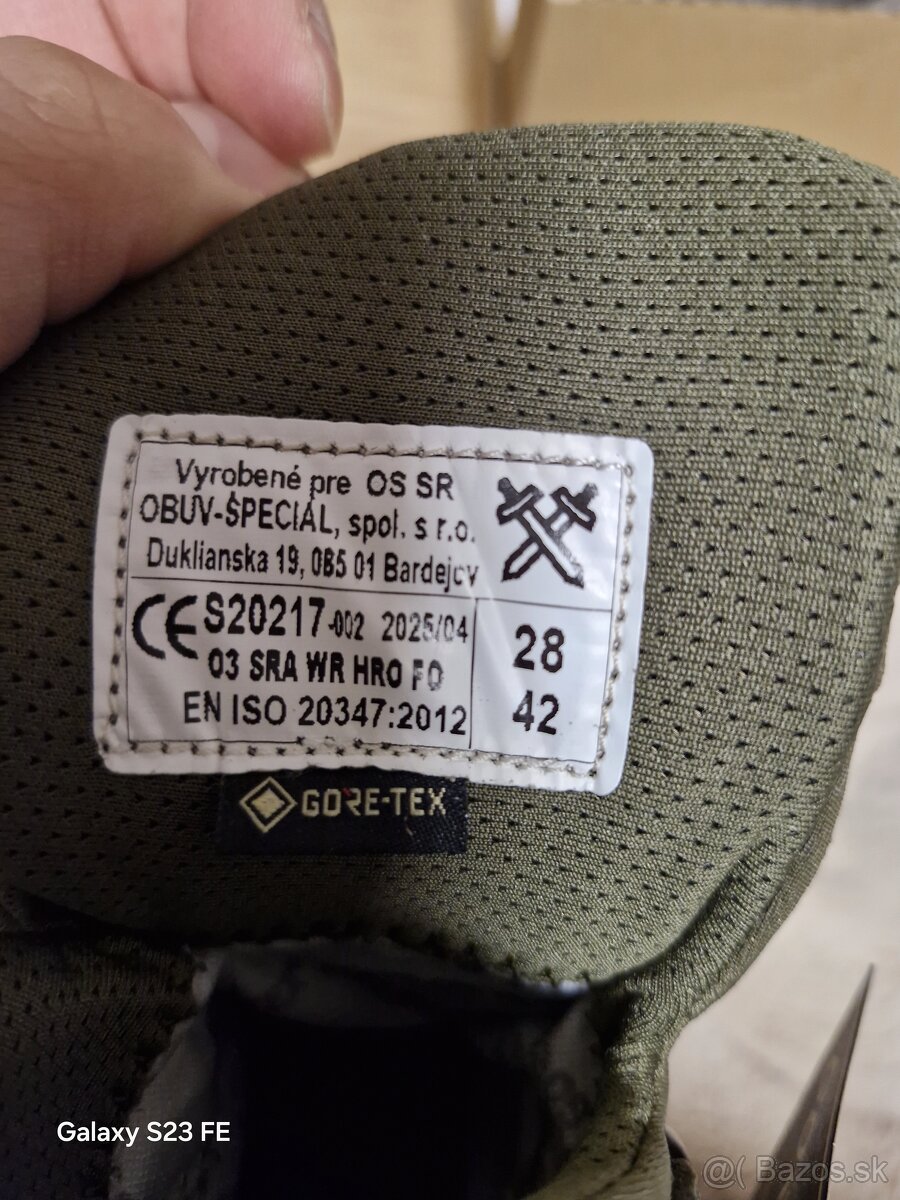 Vyrobené pre OS SR
OBUV-ŠPECIÁL, spol. s r.o.
Duklianska 19, 085 01 Bardejov
CE S20217-002 2025/04
O3 SRA WR HRO FO
EN ISO 20347:2012
28
42
GORE-TEX
Galaxy S23 FE
@( Bazos.sk